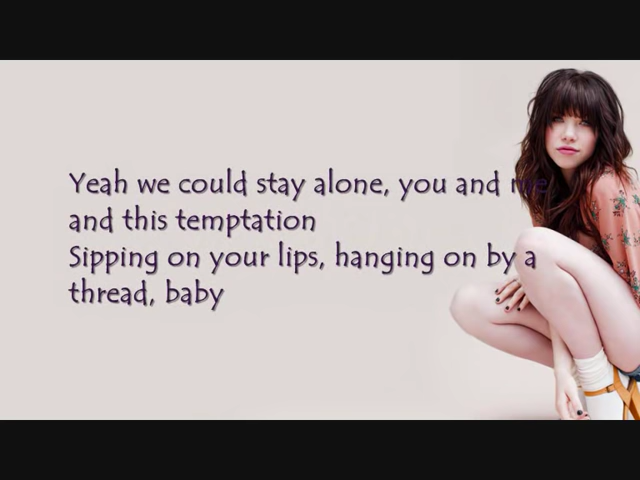 Yeah we could stay alone, you and me
and this temptation
Sipping on your lips, hanging on by a
thread, baby